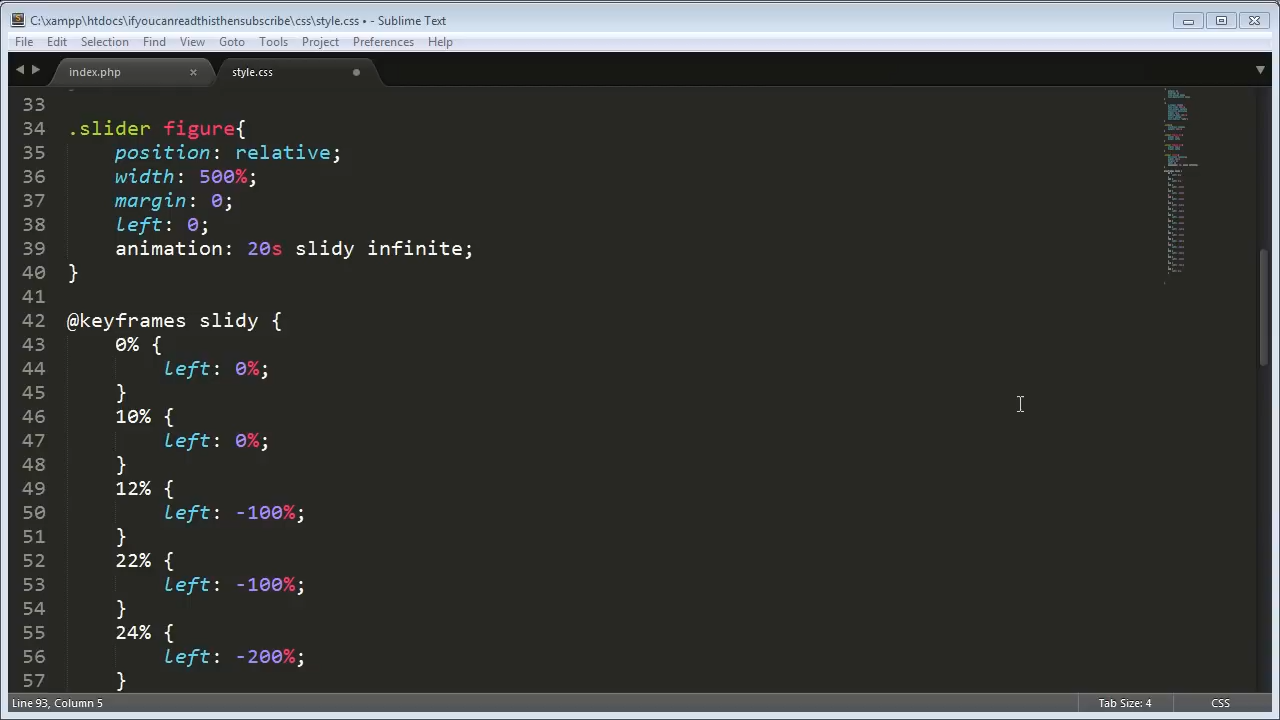 C:\xampp\htdocs\ifyoucanreadthisthensubscribe\css\style.css • - Sublime Text
File Edit Selection Find View Goto Tools Project Preferences Help
index.php × style.css
33
34 .slider figure{
35 position: relative;
36 width: 500%;
37 margin: 0;
38 left: 0;
39 animation: 20s slidy infinite;
40 }
41
42 @keyframes slidy {
43 0% {
44 left: 0%;
45 }
46 10% {
47 left: 0%;
48 }
49 12% {
50 left: -100%;
51 }
52 22% {
53 left: -100%;
54 }
55 24% {
56 left: -200%;
57 }
Line 93, Column 5 Tab Size: 4 CSS